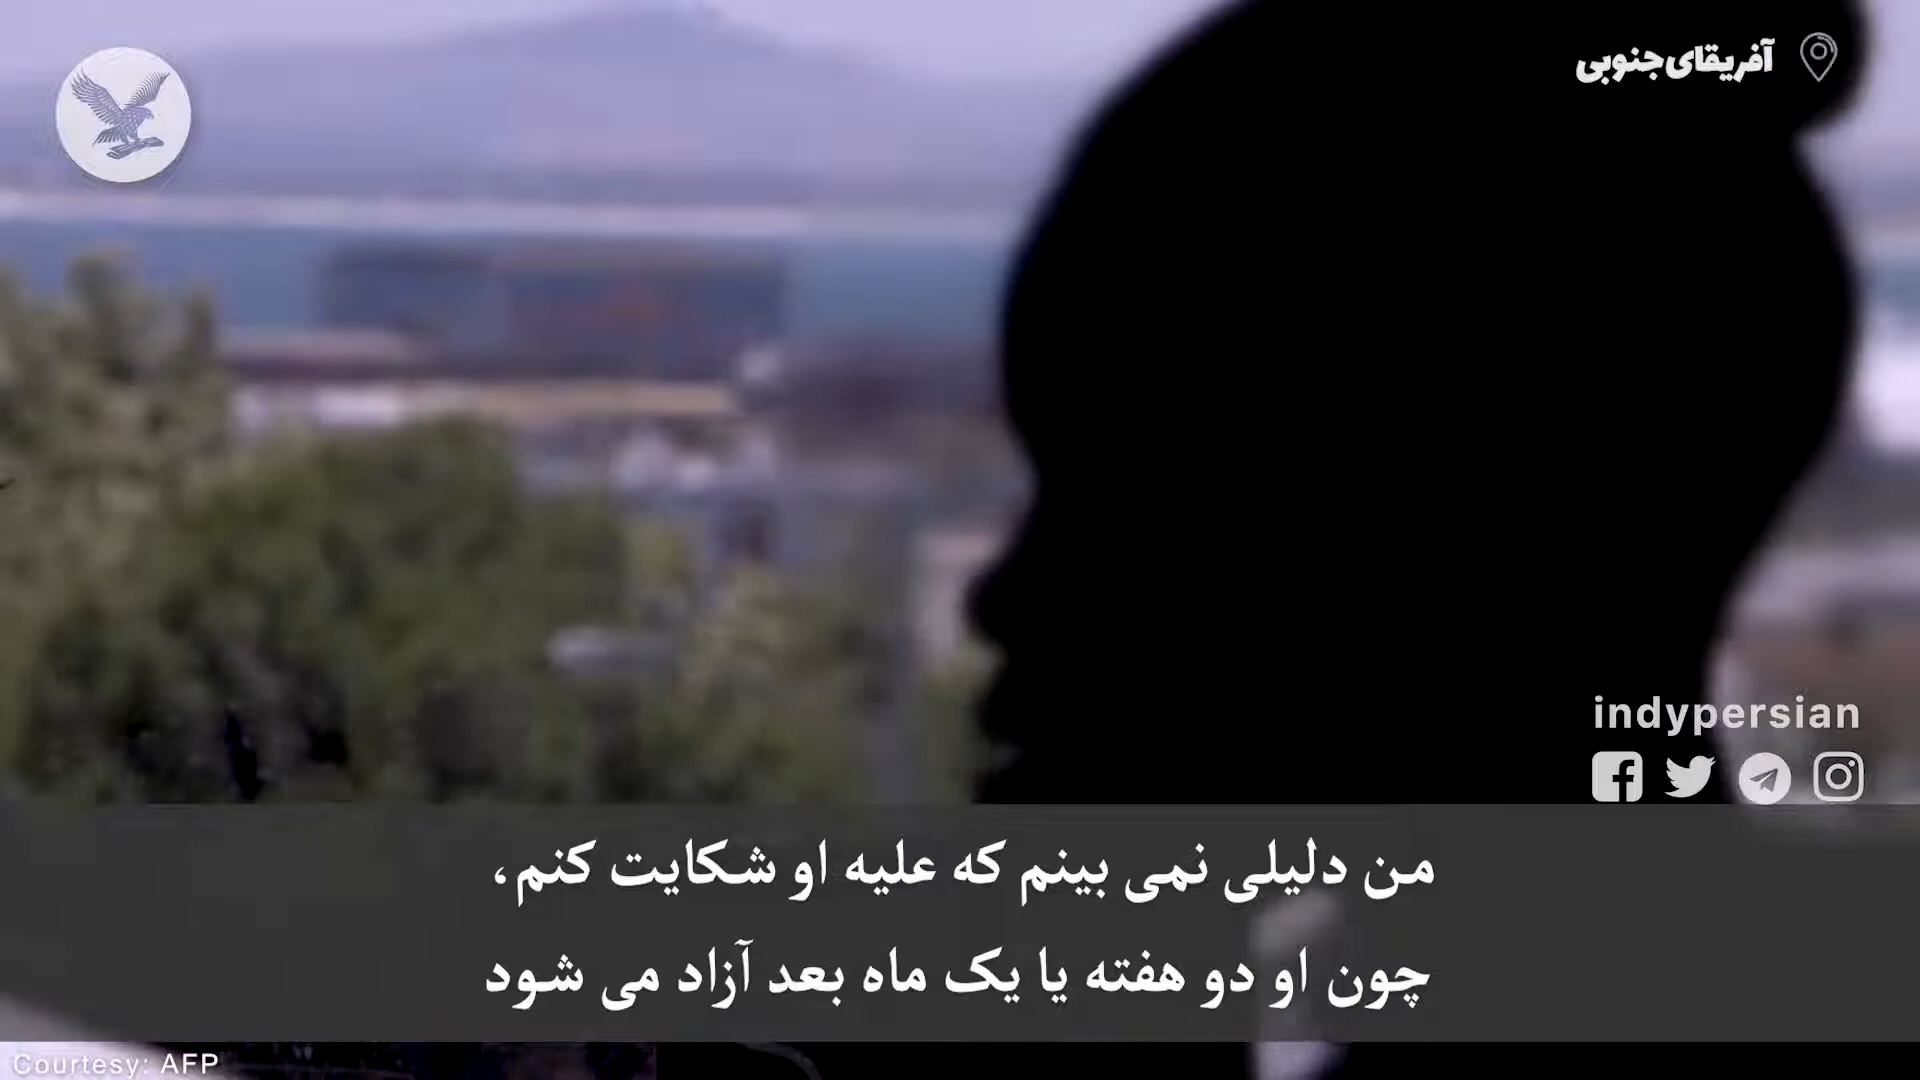 آفریقای‌جنوبی
indypersian
من دلیلی نمی بینم که علیه او شکایت کنم،
چون او دو هفته یا یک ماه بعد آزاد می شود
Courtesy: AFP